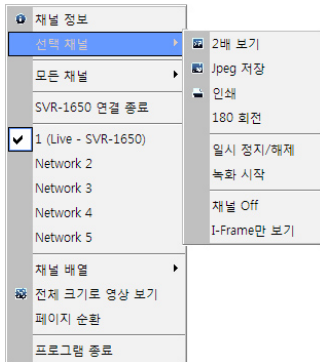 채널 정보
선택 채널
모든 채널
SVR-1650 연결 종료
1 (Live - SVR-1650)
Network 2
Network 3
Network 4
Network 5
채널 배열
전체 크기로 영상 보기
페이지 순환
프로그램 종료
2배 보기
Jpeg 저장
인쇄
180 회전
일시 정지/해제
녹화 시작
채널 Off
I-Frame만 보기